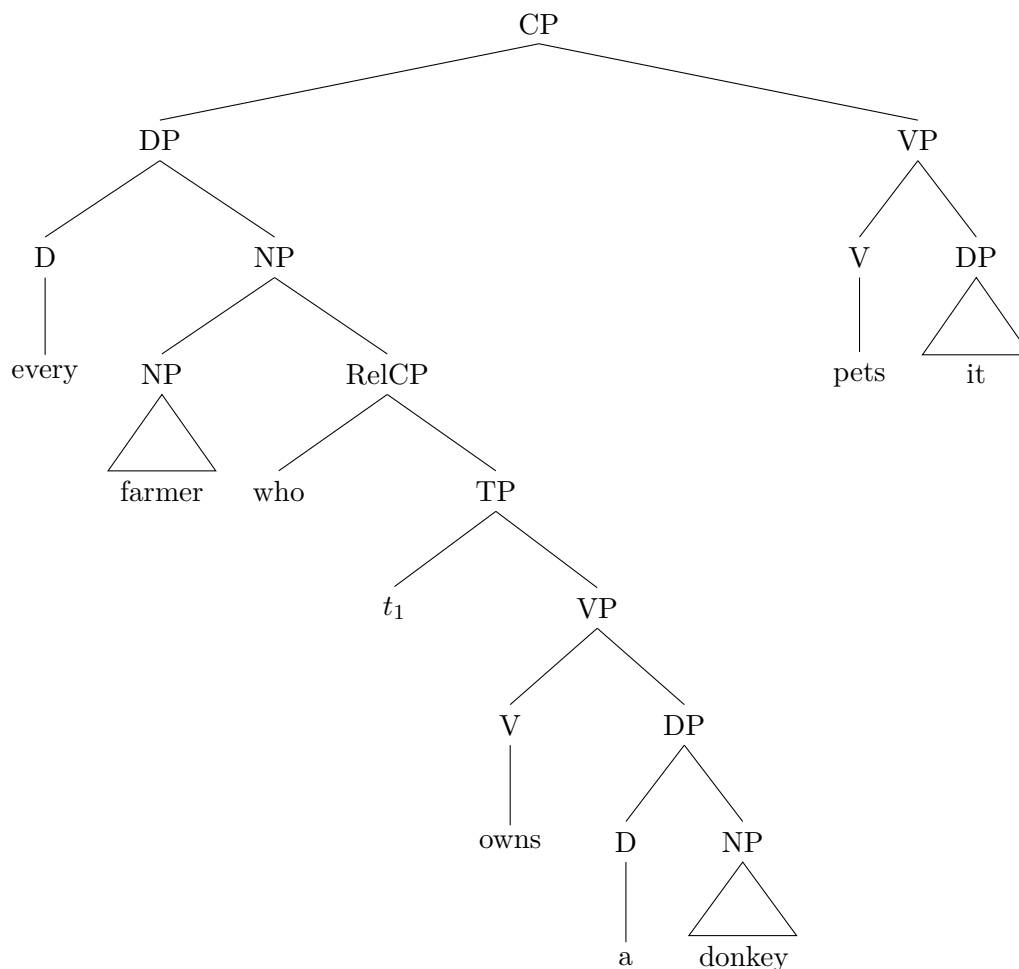 CP
DP VP
D NP V DP
every NP RelCP pets it
farmer who TP
t₁ VP
V DP
owns D NP
a donkey